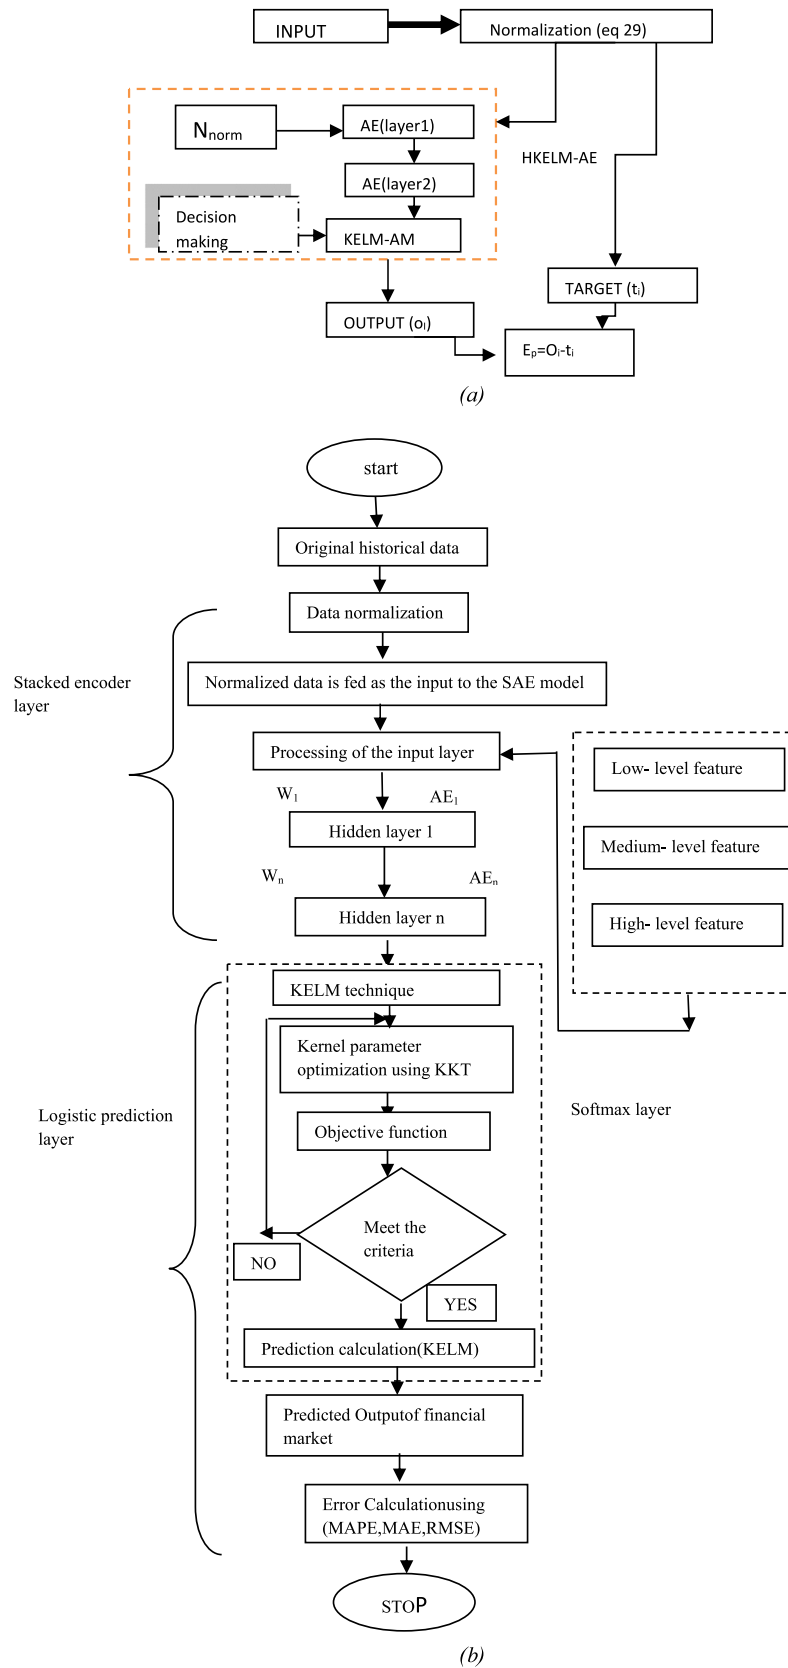 INPUT
Normalization (eq 29)
Nnorm
AE(layer1)
HKELM-AE
AE(layer2)
Decision
making
KELM-AM
TARGET (ti)
OUTPUT (oi)
Ep=Oi-ti
(a)
start
Original historical data
Data normalization
Stacked encoder
layer
Normalized data is fed as the input to the SAE model
Processing of the input layer
Low- level feature
W1
AE1
Hidden layer 1
Medium- level feature
Wn
AEn
Hidden layer n
High- level feature
KELM technique
Kernel parameter
optimization using KKT
Logistic prediction
layer
Softmax layer
Objective function
Meet the
criteria
NO
YES
Prediction calculation(KELM)
Predicted Outputof financial
market
Error Calculationusing
(MAPE,MAE,RMSE)
STOP
(b)